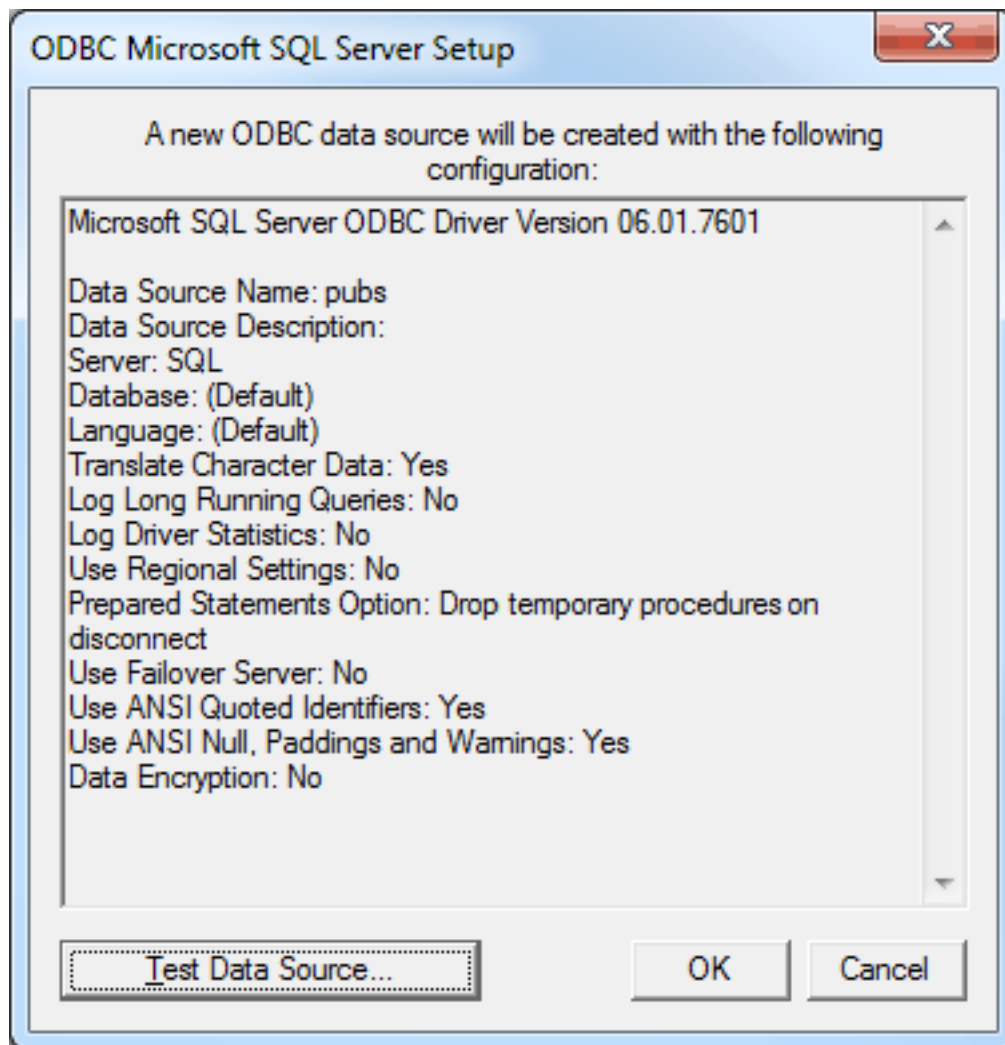 ODBC Microsoft SQL Server Setup
A new ODBC data source will be created with the following
configuration:
Microsoft SQL Server ODBC Driver Version 06.01.7601
Data Source Name: pubs
Data Source Description:
Server: SQL
Database: (Default)
Language: (Default)
Translate Character Data: Yes
Log Long Running Queries: No
Log Driver Statistics: No
Use Regional Settings: No
Prepared Statements Option: Drop temporary procedures on
disconnect
Use Failover Server: No
Use ANSI Quoted Identifiers: Yes
Use ANSI Null, Paddings and Warnings: Yes
Data Encryption: No
Test Data Source... OK Cancel